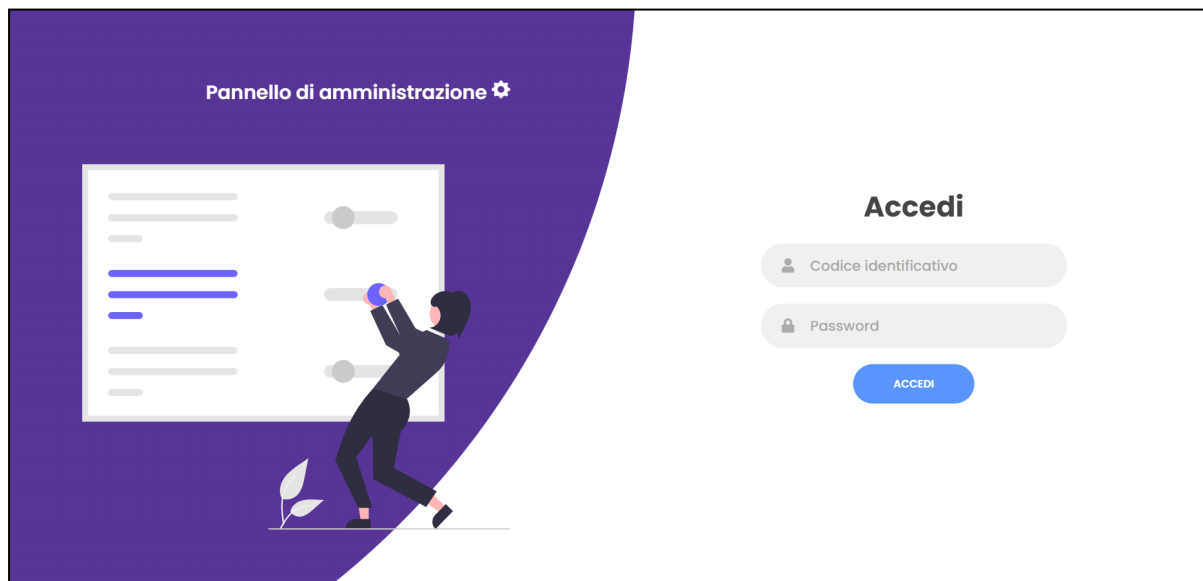 Pannello di amministrazione
Accedi
Codice identificativo
Password
ACCEDI